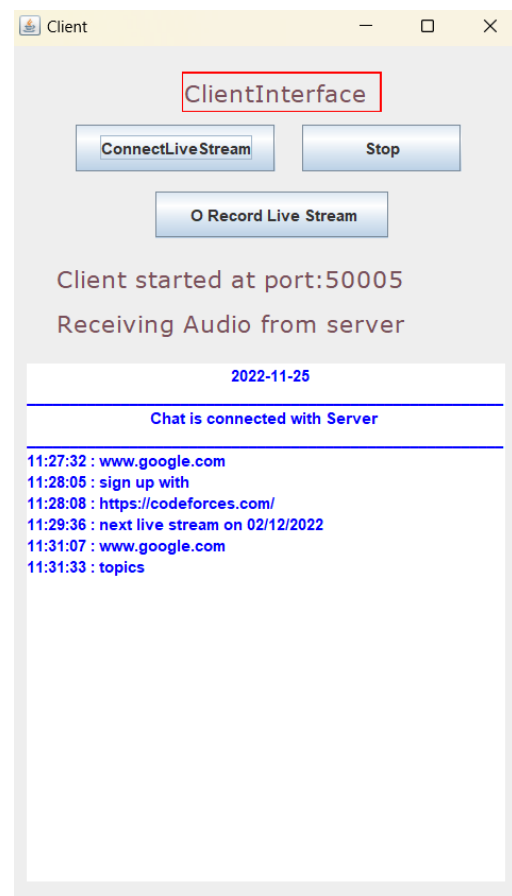 Client
ClientInterface
ConnectLiveStream Stop
O Record Live Stream
Client started at port:50005
Receiving Audio from server
2022-11-25
Chat is connected with Server
11:27:32 : www.google.com
11:28:05 : sign up with
11:28:08 : https://codeforces.com/
11:29:36 : next live stream on 02/12/2022
11:31:07 : www.google.com
11:31:33 : topics